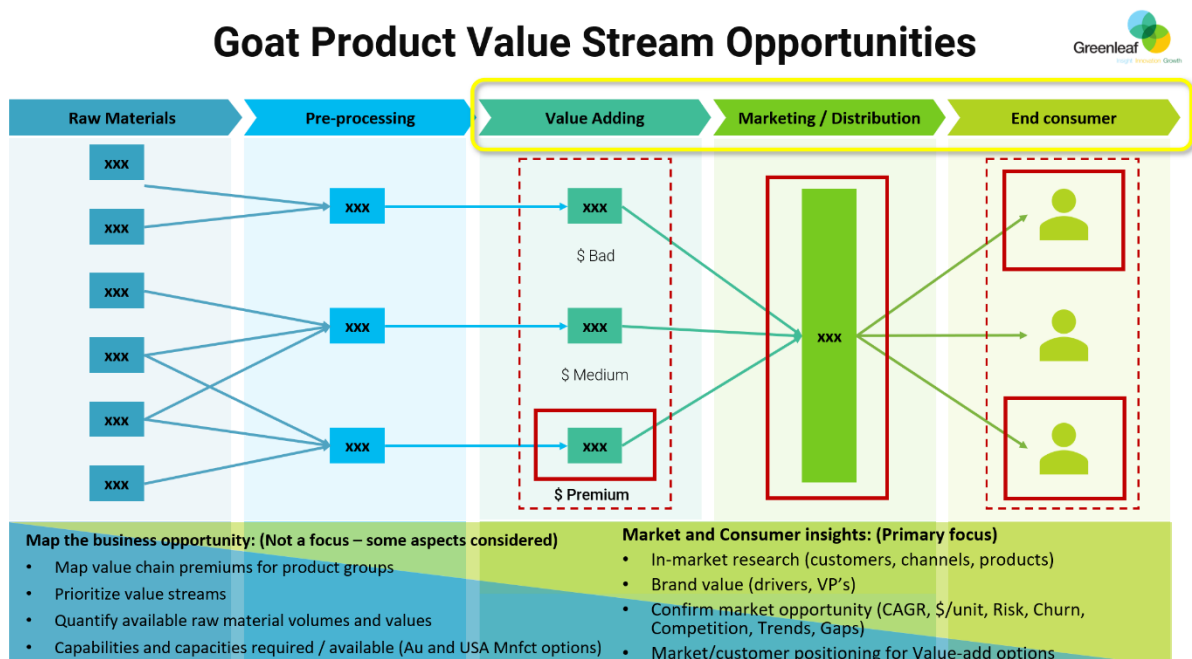 Goat Product Value Stream Opportunities
Greenleaf
Insight Innovation Growth
Raw Materials
Pre-processing
Value Adding
Marketing / Distribution
End consumer
xxx
xxx
xxx
xxx
xxx
xxx
xxx
xxx
xxx
xxx
$ Bad
xxx
$ Medium
xxx
$ Premium
xxx
Map the business opportunity: (Not a focus – some aspects considered)
• Map value chain premiums for product groups
• Prioritize value streams
• Quantify available raw material volumes and values
• Capabilities and capacities required / available (Au and USA Mnfct options)
Market and Consumer insights: (Primary focus)
• In-market research (customers, channels, products)
• Brand value (drivers, VP's)
• Confirm market opportunity (CAGR, $/unit, Risk, Churn,
Competition, Trends, Gaps)
• Market/customer positioning for Value-add options